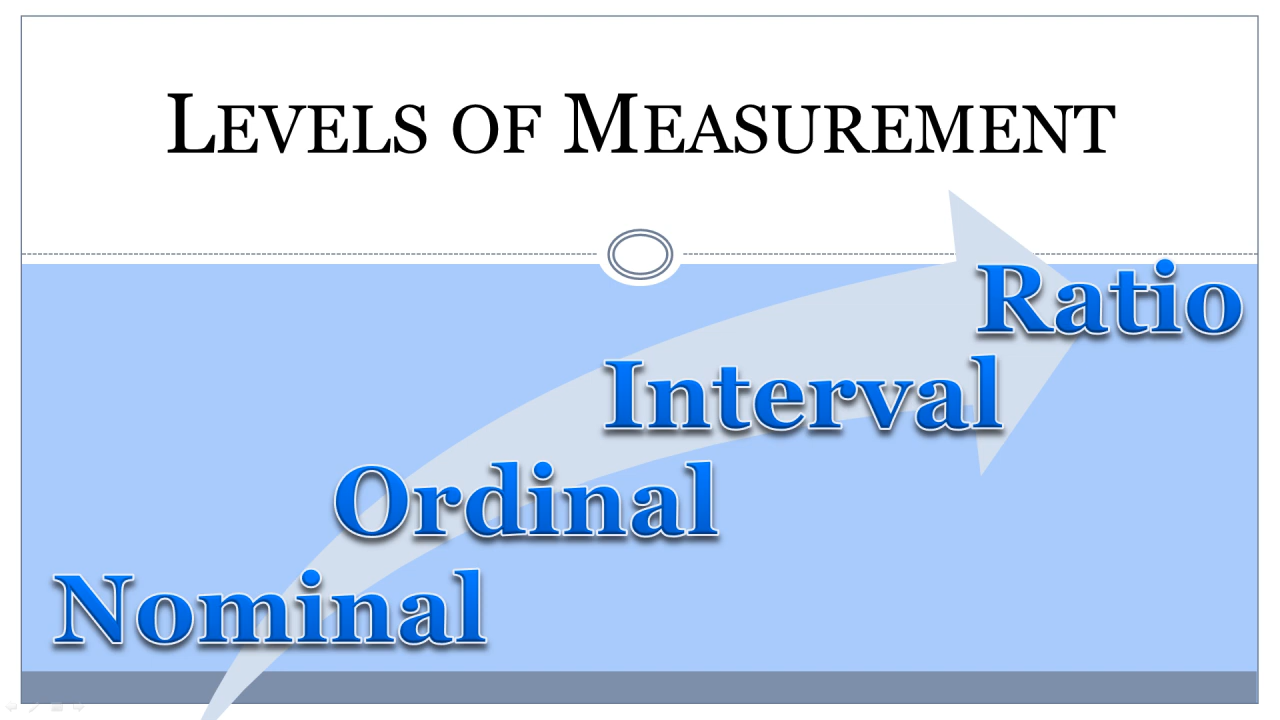 Levels of Measurement
Ratio
Interval
Ordinal
Nominal